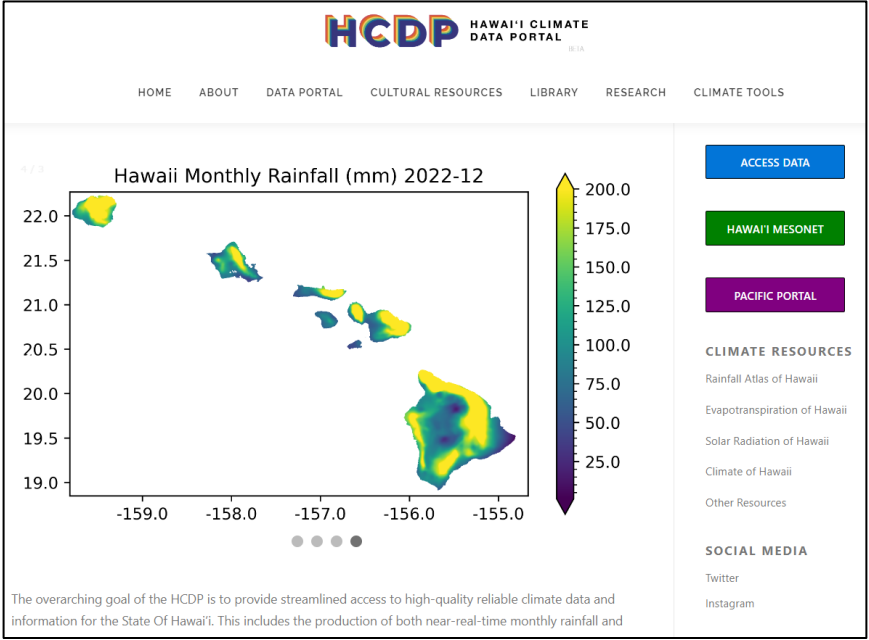 HCDP HAWAIʻI CLIMATE
DATA PORTAL
HOME ABOUT DATA PORTAL CULTURAL RESOURCES LIBRARY RESEARCH CLIMATE TOOLS
4 / 5
Hawaii Monthly Rainfall (mm) 2022-12
22.0
21.5
21.0
20.5
20.0
19.5
19.0
-159.0 -158.0 -157.0 -156.0 -155.0
200.0
175.0
150.0
125.0
100.0
75.0
50.0
25.0
The overarching goal of the HCDP is to provide streamlined access to high-quality reliable climate data and
information for the State Of Hawai'i. This includes the production of both near-real-time monthly rainfall and
ACCESS DATA
HAWAI'I MESONET
PACIFIC PORTAL
CLIMATE RESOURCES
Rainfall Atlas of Hawaii
Evapotranspiration of Hawaii
Solar Radiation of Hawaii
Climate of Hawaii
Other Resources
SOCIAL MEDIA
Twitter
Instagram